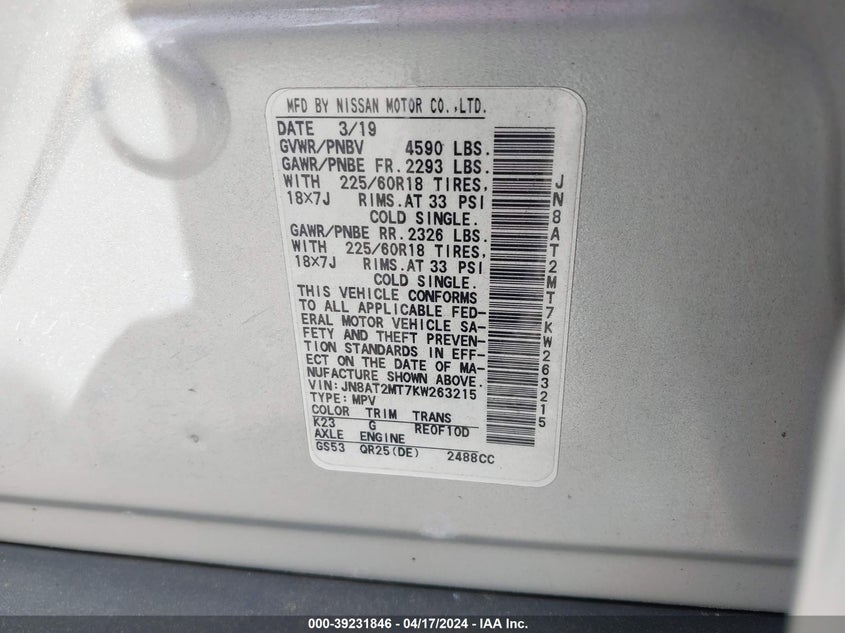 MFD BY NISSAN MOTOR CO.,LTD.
DATE 3/19
GVWR/PNBV 4590 LBS.
GAWR/PNBE FR.2293 LBS.
WITH 225/60R18 TIRES,
18×7J RIMS.AT 33 PSI
COLD SINGLE.
GAWR/PNBE RR.2326 LBS.
WITH 225/60R18 TIRES,
18×7J RIMS.AT 33 PSI
COLD SINGLE.
THIS VEHICLE CONFORMS
TO ALL APPLICABLE FED-
ERAL MOTOR VEHICLE SA-
FETY AND THEFT PREVEN-
TION STANDARDS IN EFF-
ECT ON THE DATE OF MA-
NUFACTURE SHOWN ABOVE.
VIN:JN8AT2MT7KW263215
TYPE:MPV
COLOR TRIM TRANS
K23 G RE0F10D
AXLE ENGINE
GS53 QR25(DE) 2488CC
JN8AT2MT7KW263215
000-39231846 - 04/17/2024 - IAA Inc.